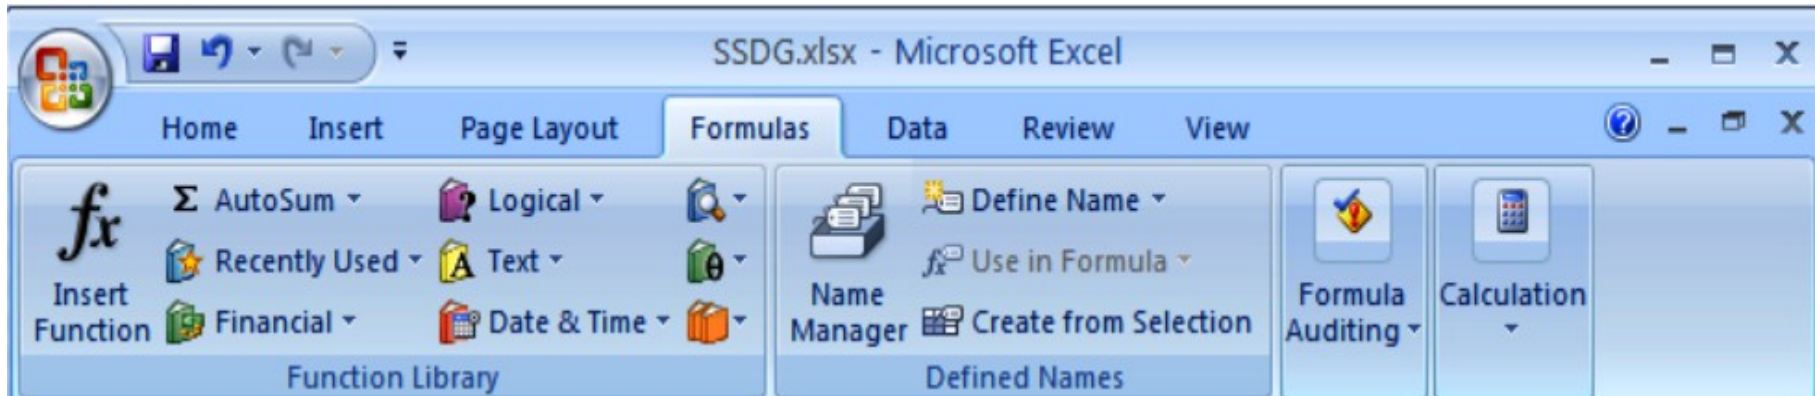 SSDG.xlsx - Microsoft Excel
Home Insert Page Layout Formulas Data Review View
fx Insert Function
Σ AutoSum
Recently Used
Financial
Logical
Text
Date & Time
Function Library
Name Manager
Define Name
Use in Formula
Create from Selection
Defined Names
Formula Auditing
Calculation